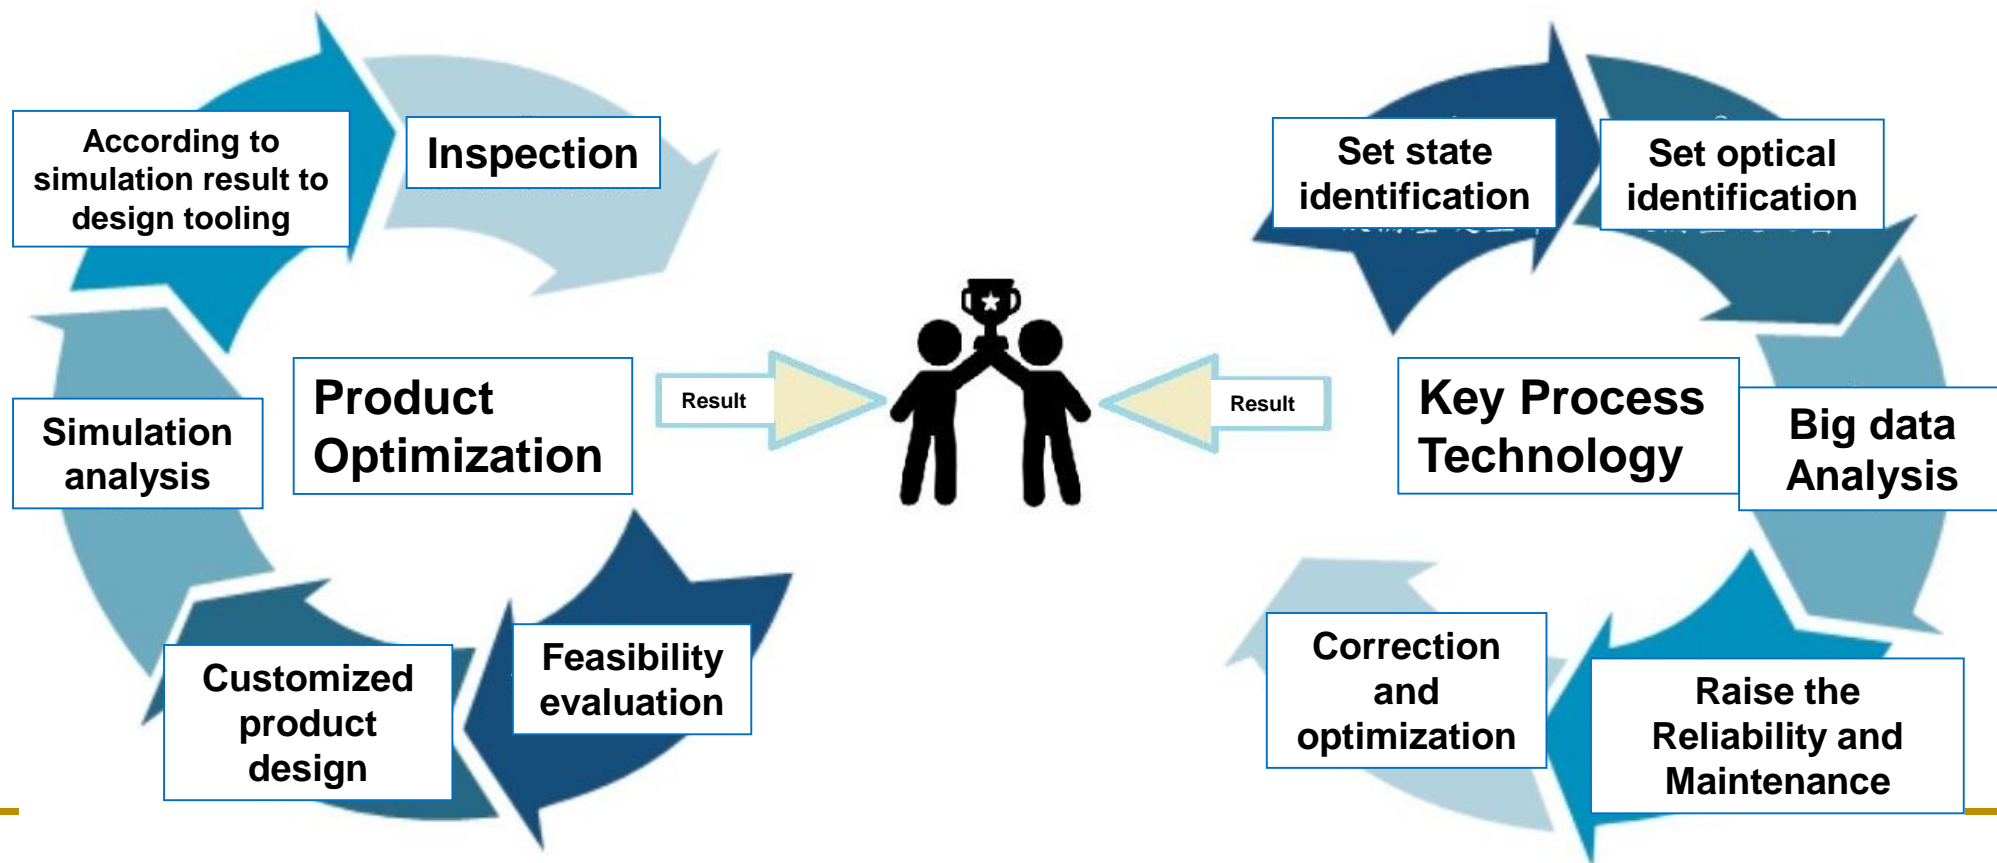 According to
simulation result to
design tooling
Inspection
Simulation
analysis
Product
Optimization
Customized
product
design
Feasibility
evaluation
Result
Result
Set state
identification
Set optical
identification
Key Process
Technology
Big data
Analysis
Correction
and
optimization
Raise the
Reliability and
Maintenance